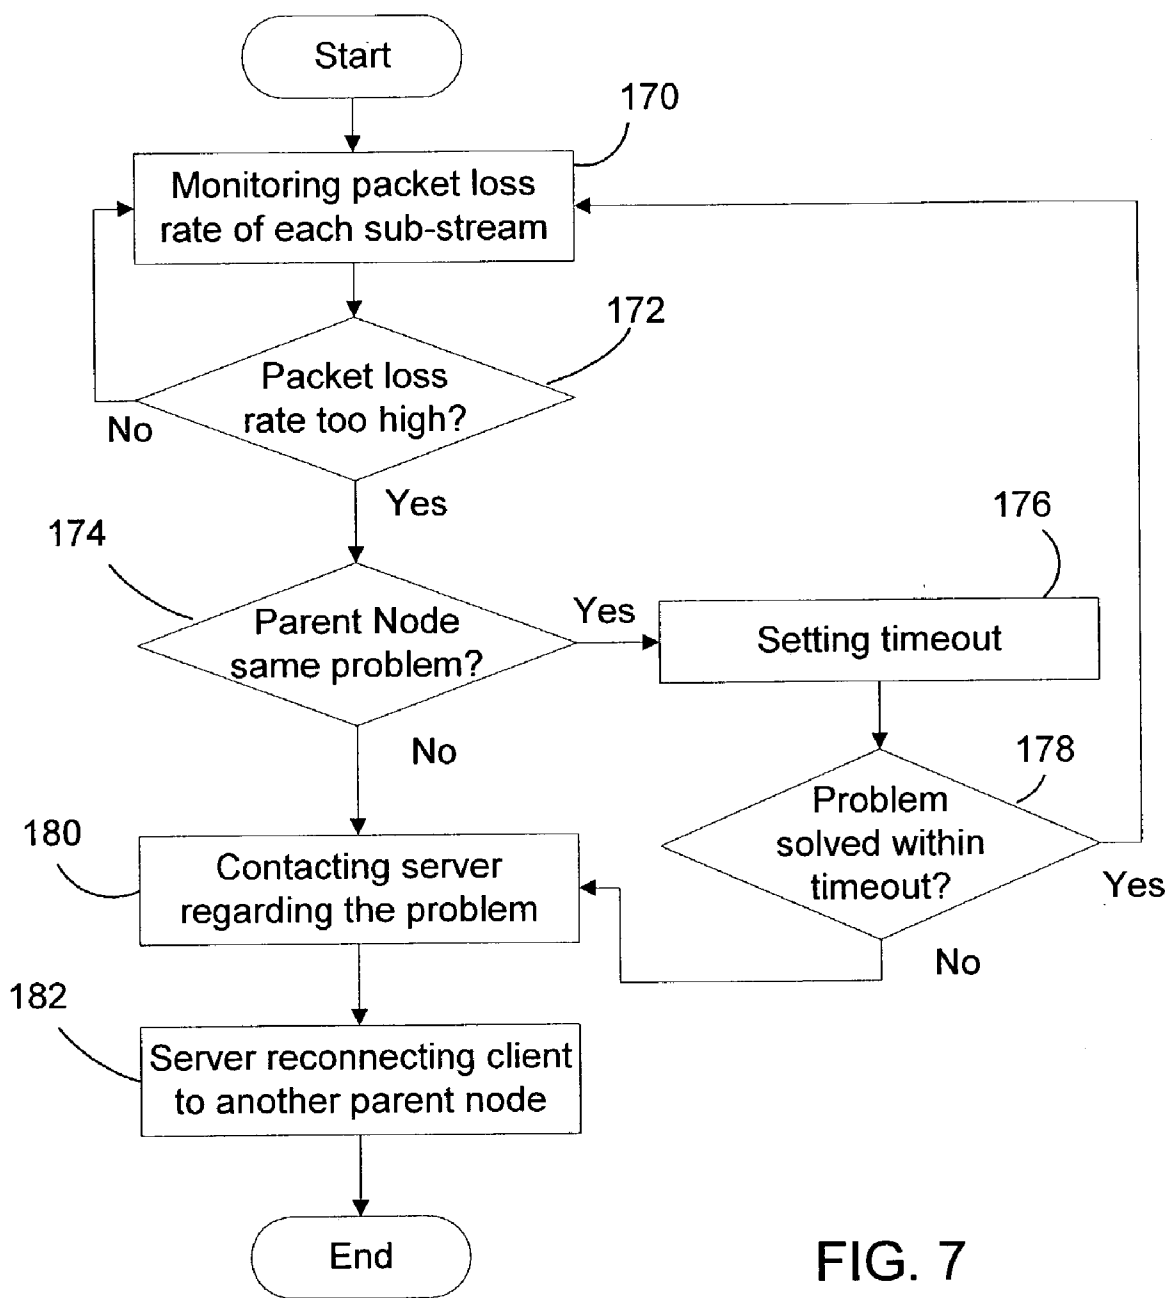 Start
170
Monitoring packet loss
rate of each sub-stream
172
Packet loss
rate too high?
No
Yes
174
Parent Node
same problem?
Yes
176
Setting timeout
No
178
Problem
solved within
timeout?
Yes
No
180
Contacting server
regarding the problem
182
Server reconnecting client
to another parent node
End
FIG. 7